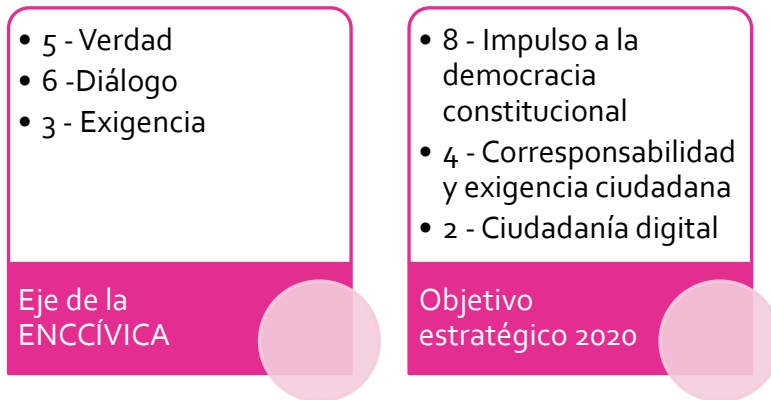 • 5 - Verdad
• 6 -Diálogo
• 3 - Exigencia
Eje de la
ENCCÍVICA
• 8 - Impulso a la
democracia
constitucional
• 4 - Corresponsabilidad
y exigencia ciudadana
• 2 - Ciudadanía digital
Objetivo
estratégico 2020